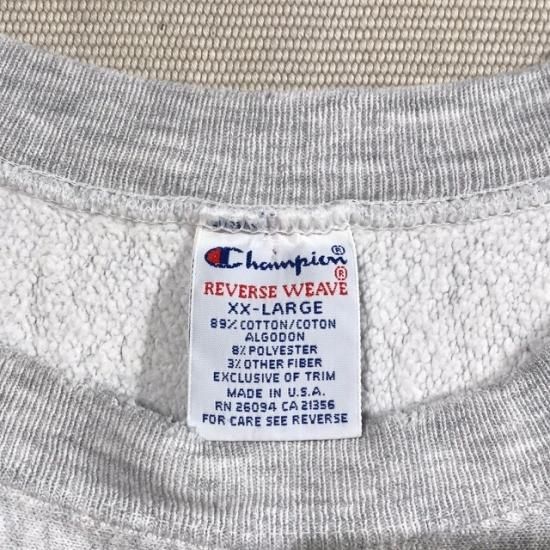 Champion®
REVERSE WEAVE®
XX-LARGE
89% COTTON/COTON
ALGODON
8% POLYESTER
3% OTHER FIBER
EXCLUSIVE OF TRIM
MADE IN U.S.A.
RN 26094 CA 21356
FOR CARE SEE REVERSE